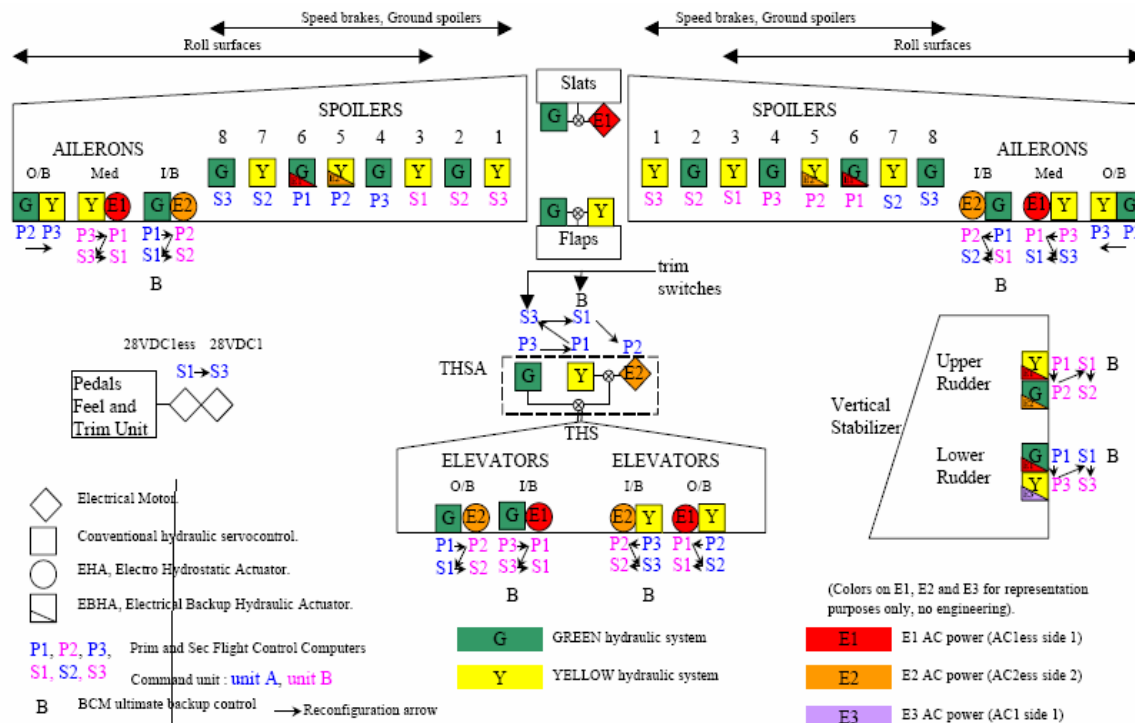 Speed brakes, Ground spoilers
Speed brakes, Ground spoilers
Roll surfaces
Roll surfaces
Slats
G E1
SPOILERS
SPOILERS
8 7 6 5 4 3 2 1
1 2 3 4 5 6 7 8
G Y G Y G Y G Y
Y G Y G Y G Y G
S3 S2 P1 P2 P3 S1 S2 S3
S3 S2 S1 P3 P2 P1 S2 S3
AILERONS
AILERONS
O/B Med I/B
I/B Med O/B
G Y Y E1 G E2
E2 G E1 Y Y G
P2 P3 P3 P1 P1 P2
P2 P1 P1 P3 P3
S3 S1 S1 S2
S2 S1 S1 S3
B
B
G Y
Flaps
trim
switches
B
S3 S1
P3 P1 P2
THSA
G Y E2
THS
28VDC1ess 28VDC1
S1 S3
Pedals
Feel and
Trim Unit
Vertical
Stabilizer
Upper
Rudder
Y P1 S1 B
G P2 S2
Lower
Rudder
G P1 S1 B
Y P3 S3
ELEVATORS ELEVATORS
O/B I/B I/B O/B
G E2 G E1 E2 Y E1 Y
P1 P2 P3 P1 P2 P3 P1 P2
S1 S2 S3 S1 S2 S3 S1 S2
B B
Electrical Motor.
Conventional hydraulic servocontrol.
EHA, Electro Hydrostatic Actuator.
EBHA, Electrical Backup Hydraulic Actuator.
P1, P2, P3, Prim and Sec Flight Control Computers
S1, S2, S3 Command unit : unit A, unit B
B BCM ultimate backup control Reconfiguration arrow
G GREEN hydraulic system
Y YELLOW hydraulic system
(Colors on E1, E2 and E3 for representation
purposes only, no engineering).
E1 E1 AC power (AC1ess side 1)
E2 E2 AC power (AC2ess side 2)
E3 E3 AC power (AC1 side 1)